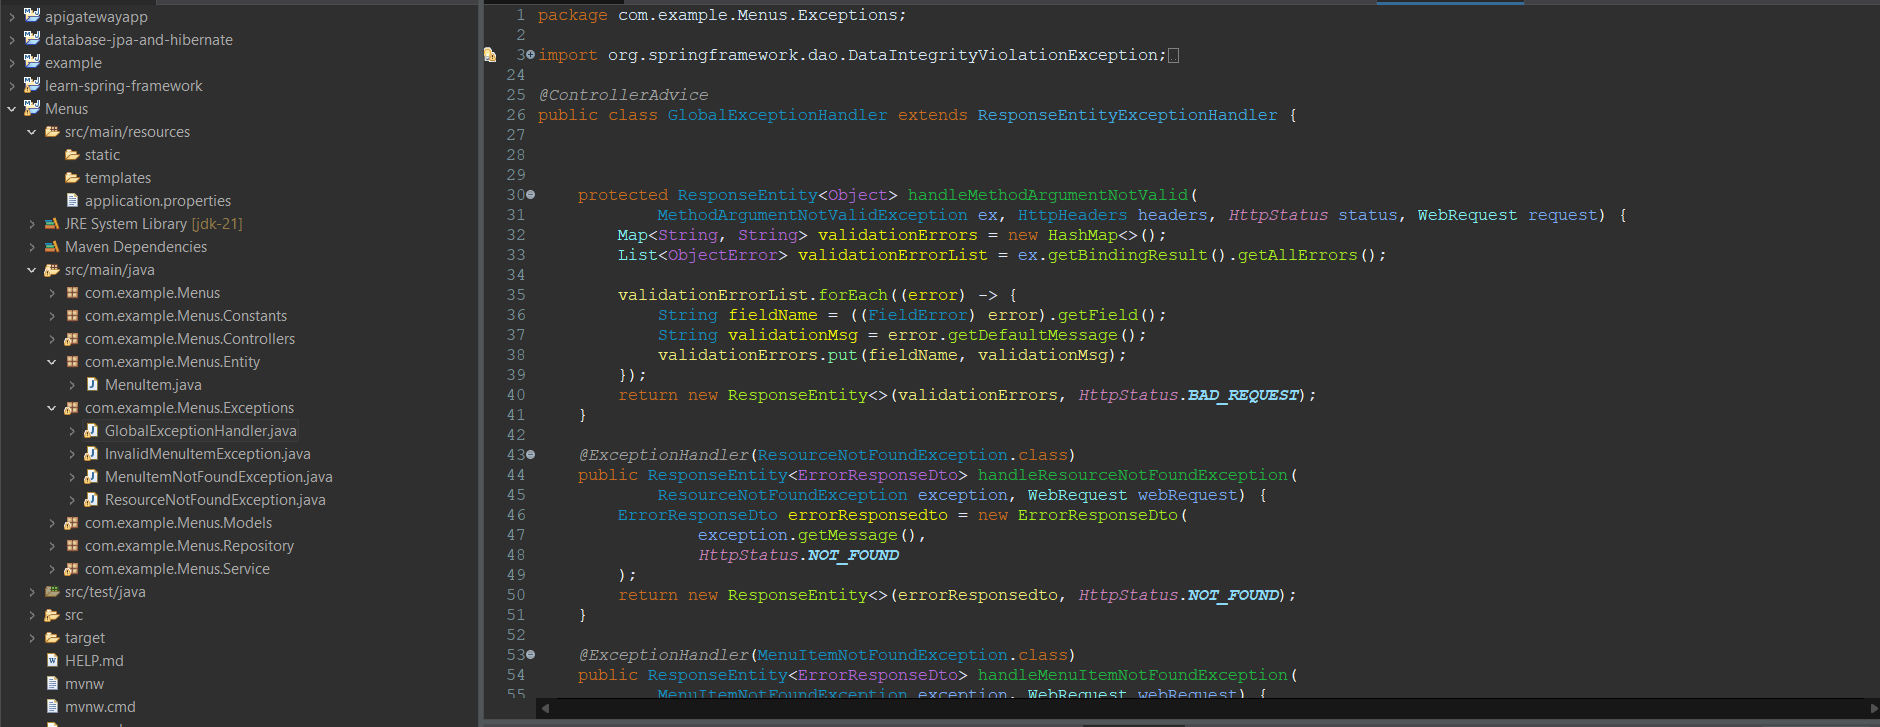 apigatewayapp
database-jpa-and-hibernate
example
learn-spring-framework
Menus
src/main/resources
static
templates
application.properties
JRE System Library [jdk-21]
Maven Dependencies
src/main/java
com.example.Menus
com.example.Menus.Constants
com.example.Menus.Controllers
com.example.Menus.Entity
MenuItem.java
com.example.Menus.Exceptions
GlobalExceptionHandler.java
InvalidMenuItemException.java
MenuItemNotFoundException.java
ResourceNotFoundException.java
com.example.Menus.Models
com.example.Menus.Repository
com.example.Menus.Service
src/test/java
src
target
HELP.md
mvnw
mvnw.cmd
1 package com.example.Menus.Exceptions;
2
3 import org.springframework.dao.DataIntegrityViolationException;
24
25 @ControllerAdvice
26 public class GlobalExceptionHandler extends ResponseEntityExceptionHandler {
27
28
29
30 protected ResponseEntity<Object> handleMethodArgumentNotValid(
31 MethodArgumentNotValidException ex, HttpHeaders headers, HttpStatus status, WebRequest request) {
32 Map<String, String> validationErrors = new HashMap<>();
33 List<ObjectError> validationErrorList = ex.getBindingResult().getAllErrors();
34
35 validationErrorList.forEach((error) -> {
36 String fieldName = ((FieldError) error).getField();
37 String validationMsg = error.getDefaultMessage();
38 validationErrors.put(fieldName, validationMsg);
39 });
40 return new ResponseEntity<>(validationErrors, HttpStatus.BAD_REQUEST);
41 }
42
43 @ExceptionHandler(ResourceNotFoundException.class)
44 public ResponseEntity<ErrorResponseDto> handleResourceNotFoundException(
45 ResourceNotFoundException exception, WebRequest webRequest) {
46 ErrorResponseDto errorResponsedto = new ErrorResponseDto(
47 exception.getMessage(),
48 HttpStatus.NOT_FOUND
49 );
50 return new ResponseEntity<>(errorResponsedto, HttpStatus.NOT_FOUND);
51 }
52
53 @ExceptionHandler(MenuItemNotFoundException.class)
54 public ResponseEntity<ErrorResponseDto> handleMenuItemNotFoundException(
55 MenuItemNotFoundException exception, WebRequest webRequest) {